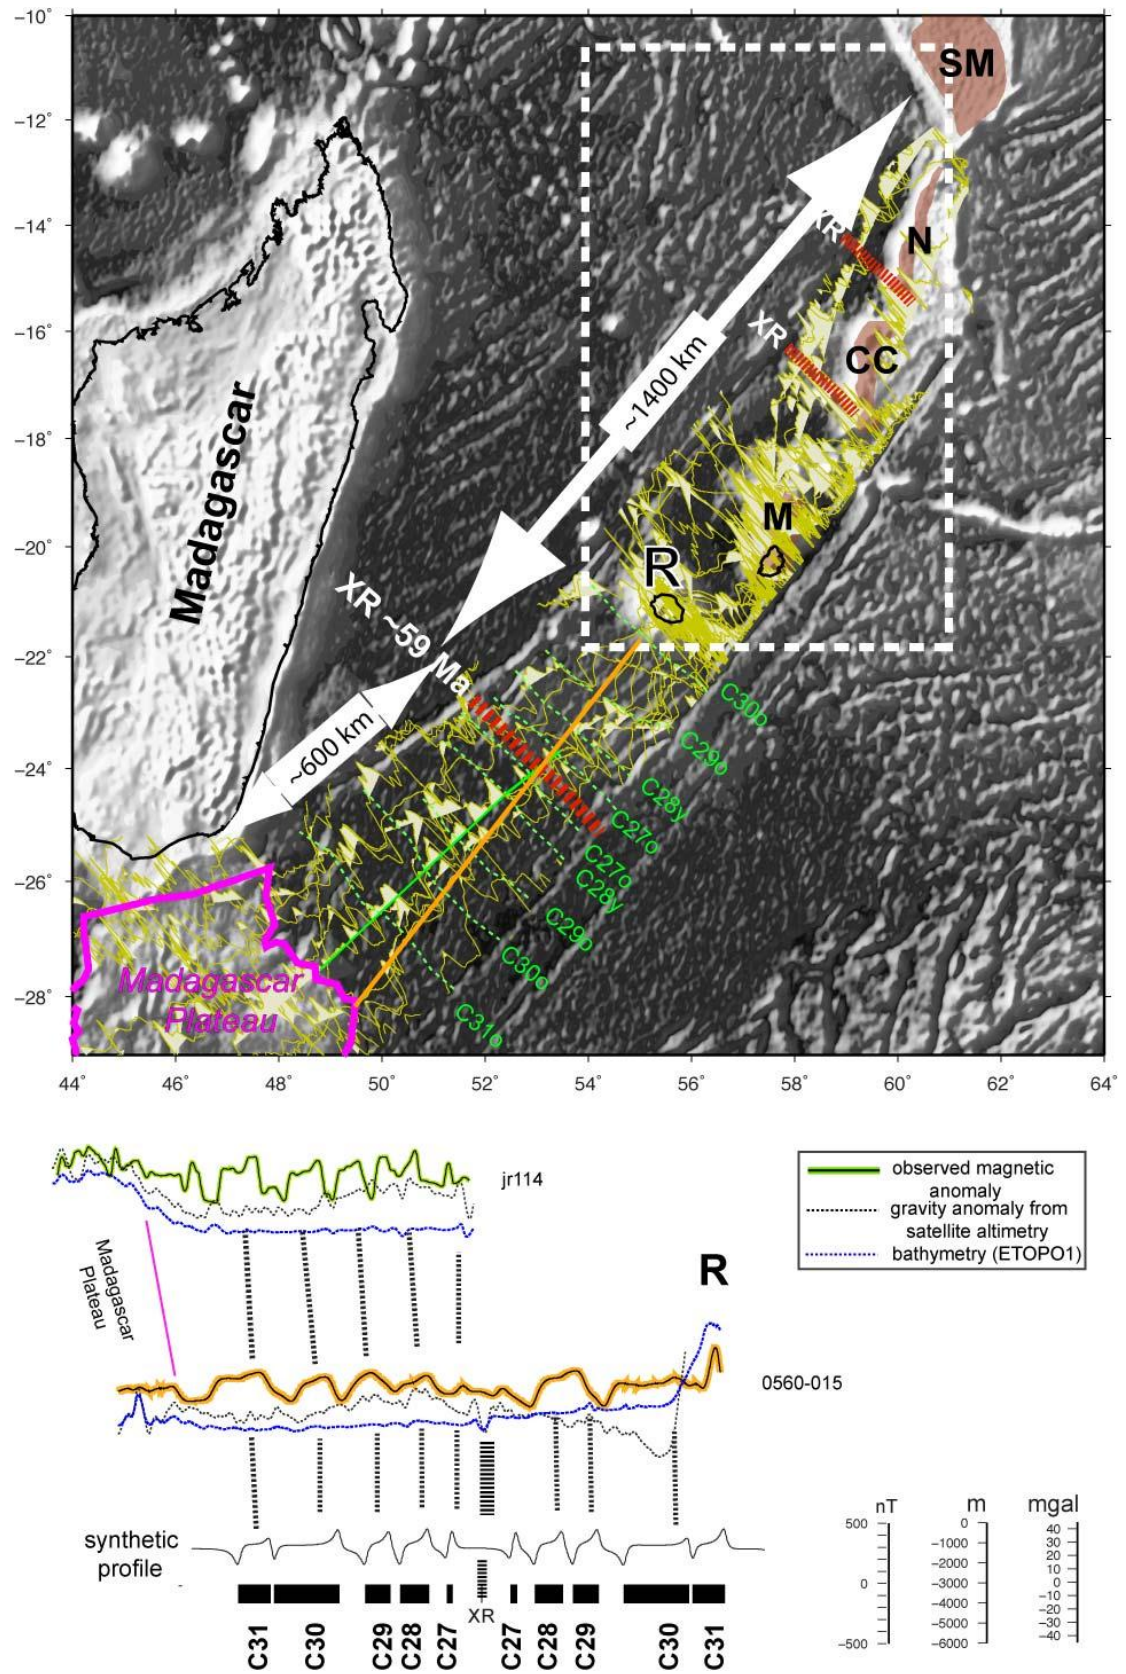 -10°
-12°
-14°
-16°
-18°
-20°
-22°
-24°
-26°
-28°
44°
46°
48°
50°
52°
54°
56°
58°
60°
62°
64°
SM
N
XR
XR
CC
~1400 km
Madagascar
M
R
XR ~59 Ma
~600 km
C30o
C29o
C28y
C27o
C27o
C28y
C29o
C30o
C31o
Madagascar
Plateau
jr114
observed magnetic
anomaly
gravity anomaly from
satellite altimetry
bathymetry (ETOPO1)
Madagascar
Plateau
R
0560-015
synthetic
profile
XR
C31
C30
C29
C28
C27
C27
C28
C29
C30
C31
nT
500
0
-500
m
0
-1000
-2000
-3000
-4000
-5000
-6000
mgal
40
30
20
10
0
-10
-20
-30
-40